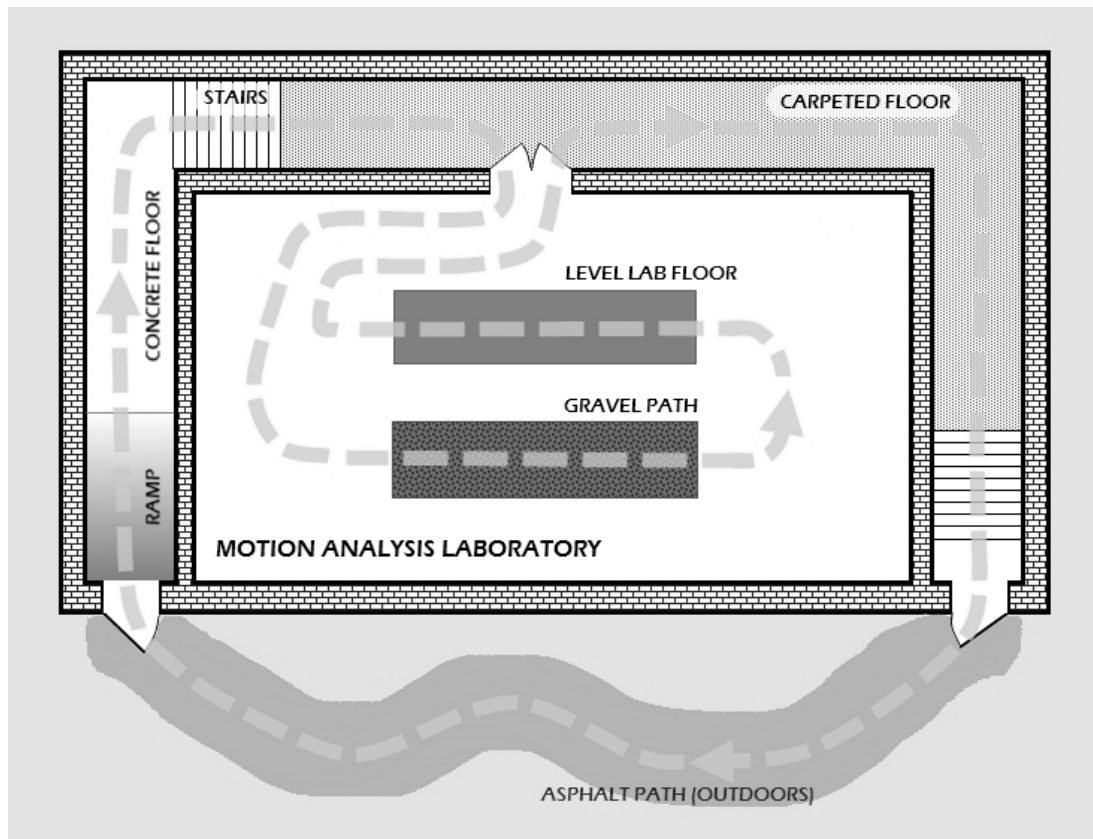 STAIRS
CARPETED FLOOR
CONCRETE FLOOR
LEVEL LAB FLOOR
GRAVEL PATH
RAMP
MOTION ANALYSIS LABORATORY
ASPHALT PATH (OUTDOORS)